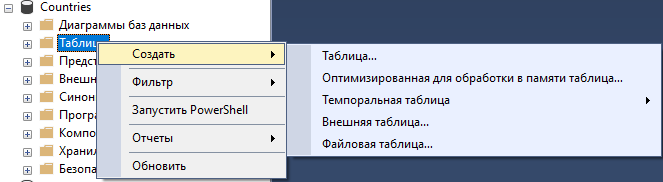 Countries
Диаграммы баз данных
Таблиц
Предст
Внешн
Синон
Програ
Компо
Хранил
Безопа
Создать
Фильтр
Запустить PowerShell
Отчеты
Обновить
Таблица...
Оптимизированная для обработки в памяти таблица...
Темпоральная таблица
Внешняя таблица...
Файловая таблица...